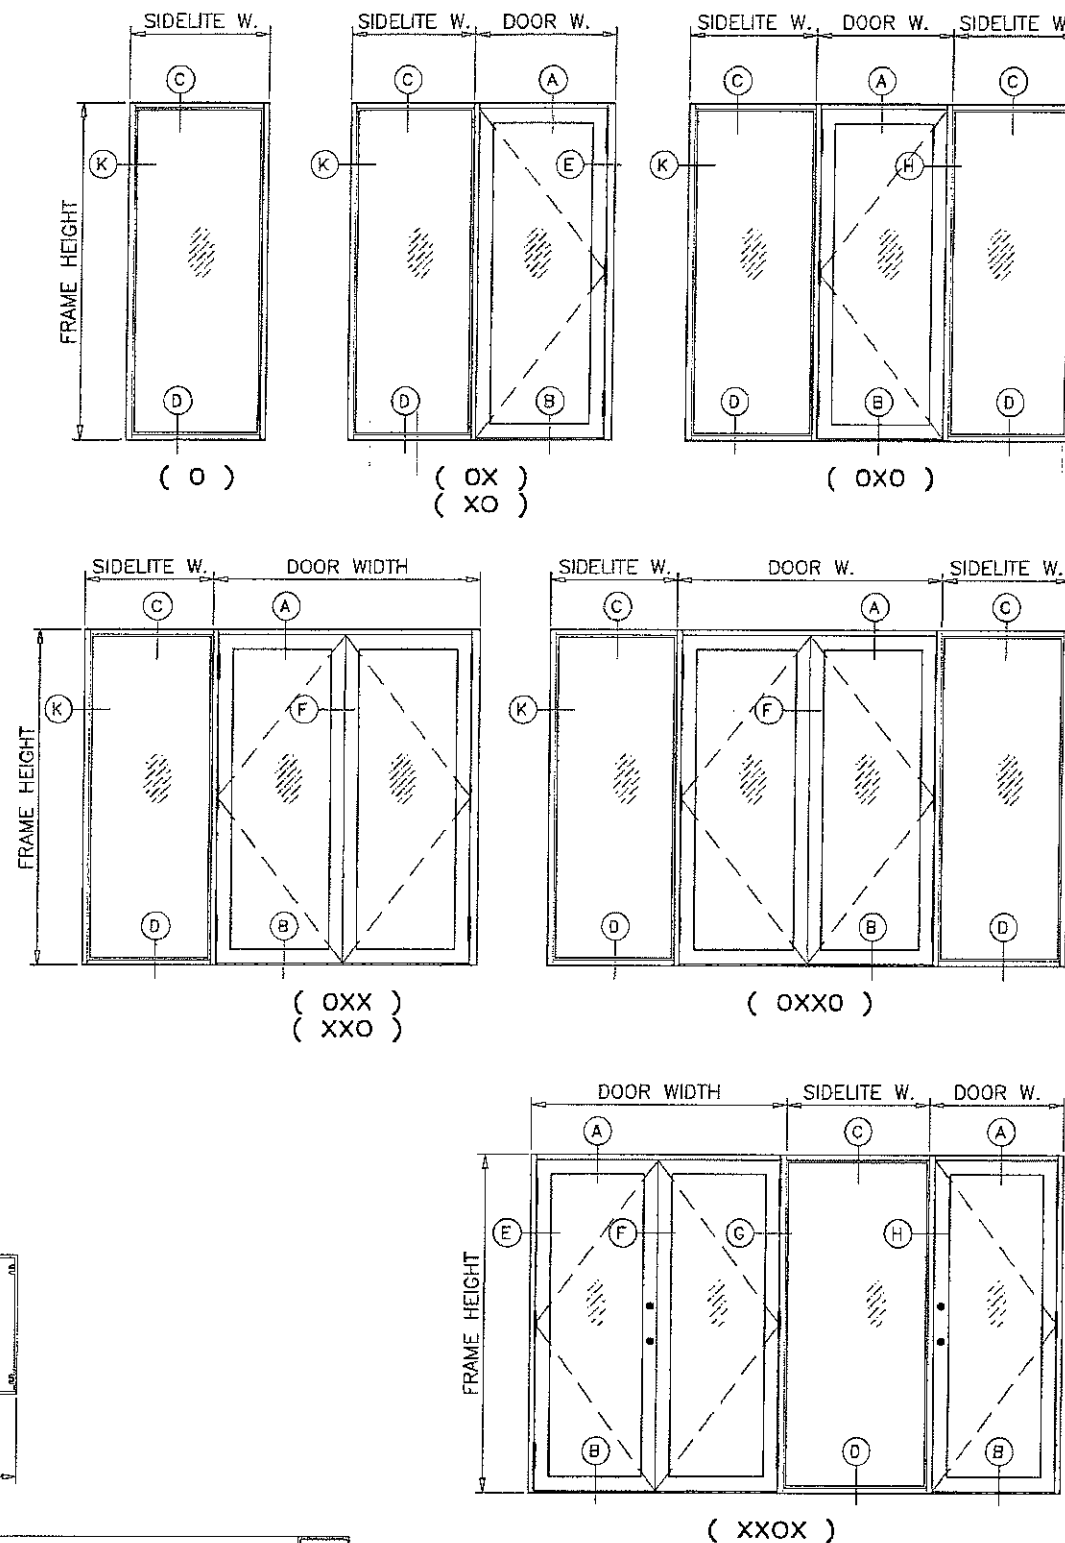 SIDELITE W.
SIDELITE W. DOOR W.
SIDELITE W. DOOR W. SIDELITE W
C
C A
C A C
K
K E
K H
FRAME HEIGHT
D
D B
D B D
( O )
( OX )
( XO )
( OXO )
SIDELITE W. DOOR WIDTH
SIDELITE W. DOOR W. SIDELITE W.
C A
C A C
K F
K F
FRAME HEIGHT
D B
D B D
( OXX )
( XXO )
( OXXO )
DOOR WIDTH SIDELITE W. DOOR W.
A C A
E F G H
FRAME HEIGHT
B D B
( XXOX )